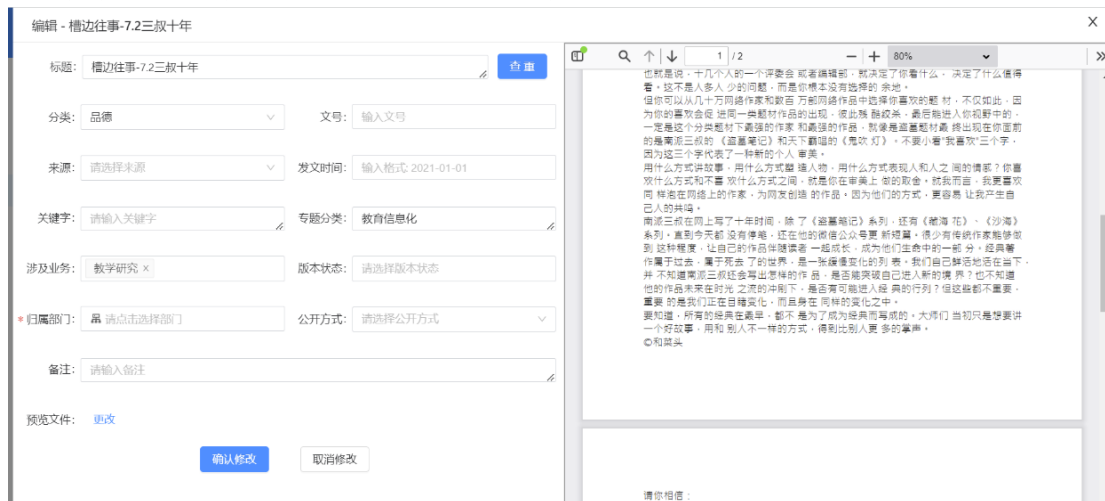 编辑 - 槽边往事-7.2三叔十年
X
标题: 槽边往事-7.2三叔十年 查重
分类: 品德 文号: 输入文号
来源: 请选择来源 发文时间: 输入格式: 2021-01-01
关键字: 请输入关键字 专题分类: 教育信息化
涉及业务: 教学研究 × 版本状态: 请选择版本状态
* 归属部门: 请点击选择部门 公开方式: 请选择公开方式
备注: 请输入备注
预览文件: 更改
确认修改 取消修改
1 / 2 — + 80%
也就是说，十几个人的一个评委会 或者编辑部，就决定了你看什么， 决定了什么值得
看。这不是人多人 少的问题，而是你根本没有选择的 余地。
但你可以从几十万网络作家和数百 万部网络作品中选择你喜欢的题 材，不仅如此，因
为你的喜欢会促 进同一类题材作品的出现，彼此残 酷绞杀，最后能进入你视野中的，
一定是这个分类题材下最强的作家 和最强的作品，就像是盗墓题材最 终出现在你面前
的是南派三叔的 《盗墓笔记》和天下霸唱的《鬼吹 灯》。不要小看"我喜欢"三个字，
因为这三个字代表了一种新的个人 审美。
用什么方式讲故事，用什么方式塑 造人物，用什么方式表现人和人之 间的情感？你喜
欢什么方式和不喜 欢什么方式之间，就是你在审美上 做的取舍。就我而言，我更喜欢
同 样泡在网络上的作家，为网友创造 的作品。因为他们的方式，更容易 让我产生自
己人的共鸣。
南派三叔在网上写了十年时间，除 了《盗墓笔记》系列，还有《藏海 花》、《沙海》
系列。直到今天都 没有停笔，还在他的微信公众号更 新短篇。很少有传统作家能够做
到 这种程度，让自己的作品伴随读者 一起成长，成为他们生命中的一部 分。经典著
作属于过去，属于死去 了的世界，是一张缓慢变化的列 表。我们自己鲜活地活在当下，
并 不知道南派三叔还会写出怎样的作 品，是否能突破自己进入新的境 界？也不知道
他的作品未来在时光 之流的冲刷下，是否有可能进入经 典的行列？但这些都不重要，
重要 的是我们正在目睹变化，而且身在 同样的变化之中。
要知道，所有的经典在最早，都不 是为了成为经典而写成的。大师们 当初只是想要讲
一个好故事，用和 别人不一样的方式，得到比别人更 多的掌声。
©和菜头
请你相信：